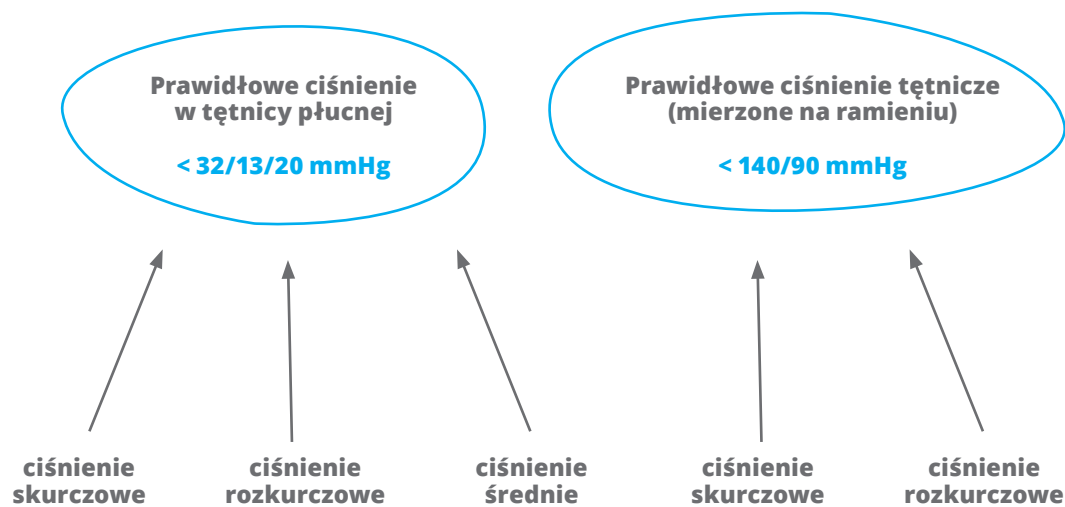 Prawidłowe ciśnienie
w tętnicy płucnej
< 32/13/20 mmHg
Prawidłowe ciśnienie tętnicze
(mierzone na ramieniu)
< 140/90 mmHg
ciśnienie
skurczowe
ciśnienie
rozkurczowe
ciśnienie
średnie
ciśnienie
skurczowe
ciśnienie
rozkurczowe